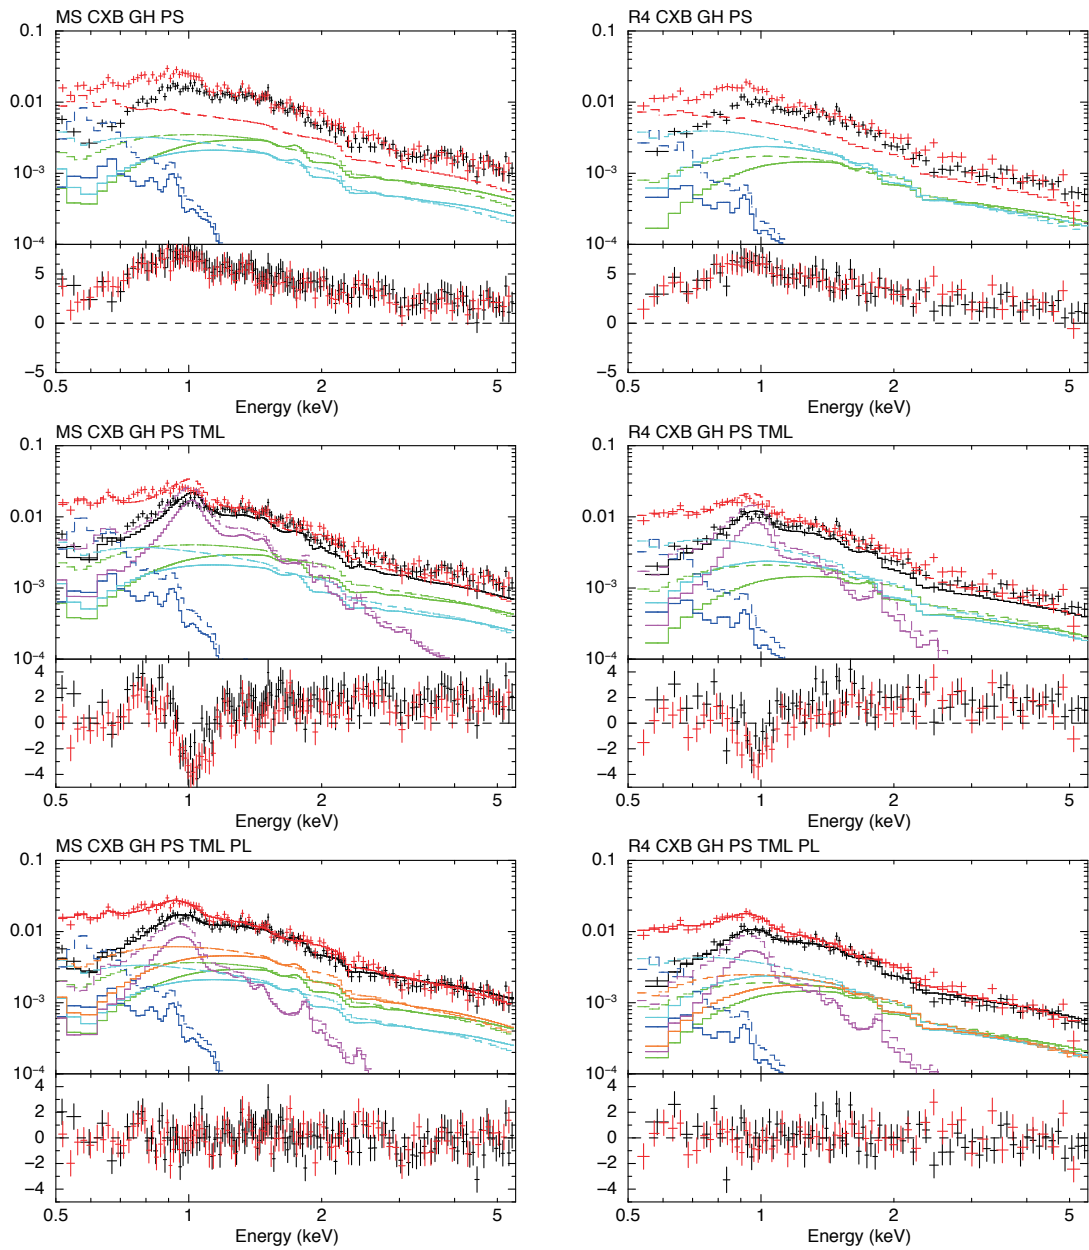 MS CXB GH PS
0.1
0.01
10−3
10−4
5
0
−5
0.5 1 2 5
Energy (keV)
R4 CXB GH PS
0.1
0.01
10−3
10−4
5
0
−5
0.5 1 2 5
Energy (keV)
MS CXB GH PS TML
0.1
0.01
10−3
10−4
4
2
0
−2
−4
0.5 1 2 5
Energy (keV)
R4 CXB GH PS TML
0.1
0.01
10−3
10−4
4
2
0
−2
−4
0.5 1 2 5
Energy (keV)
MS CXB GH PS TML PL
0.1
0.01
10−3
10−4
4
2
0
−2
−4
0.5 1 2 5
Energy (keV)
R4 CXB GH PS TML PL
0.1
0.01
10−3
10−4
4
2
0
−2
−4
0.5 1 2 5
Energy (keV)